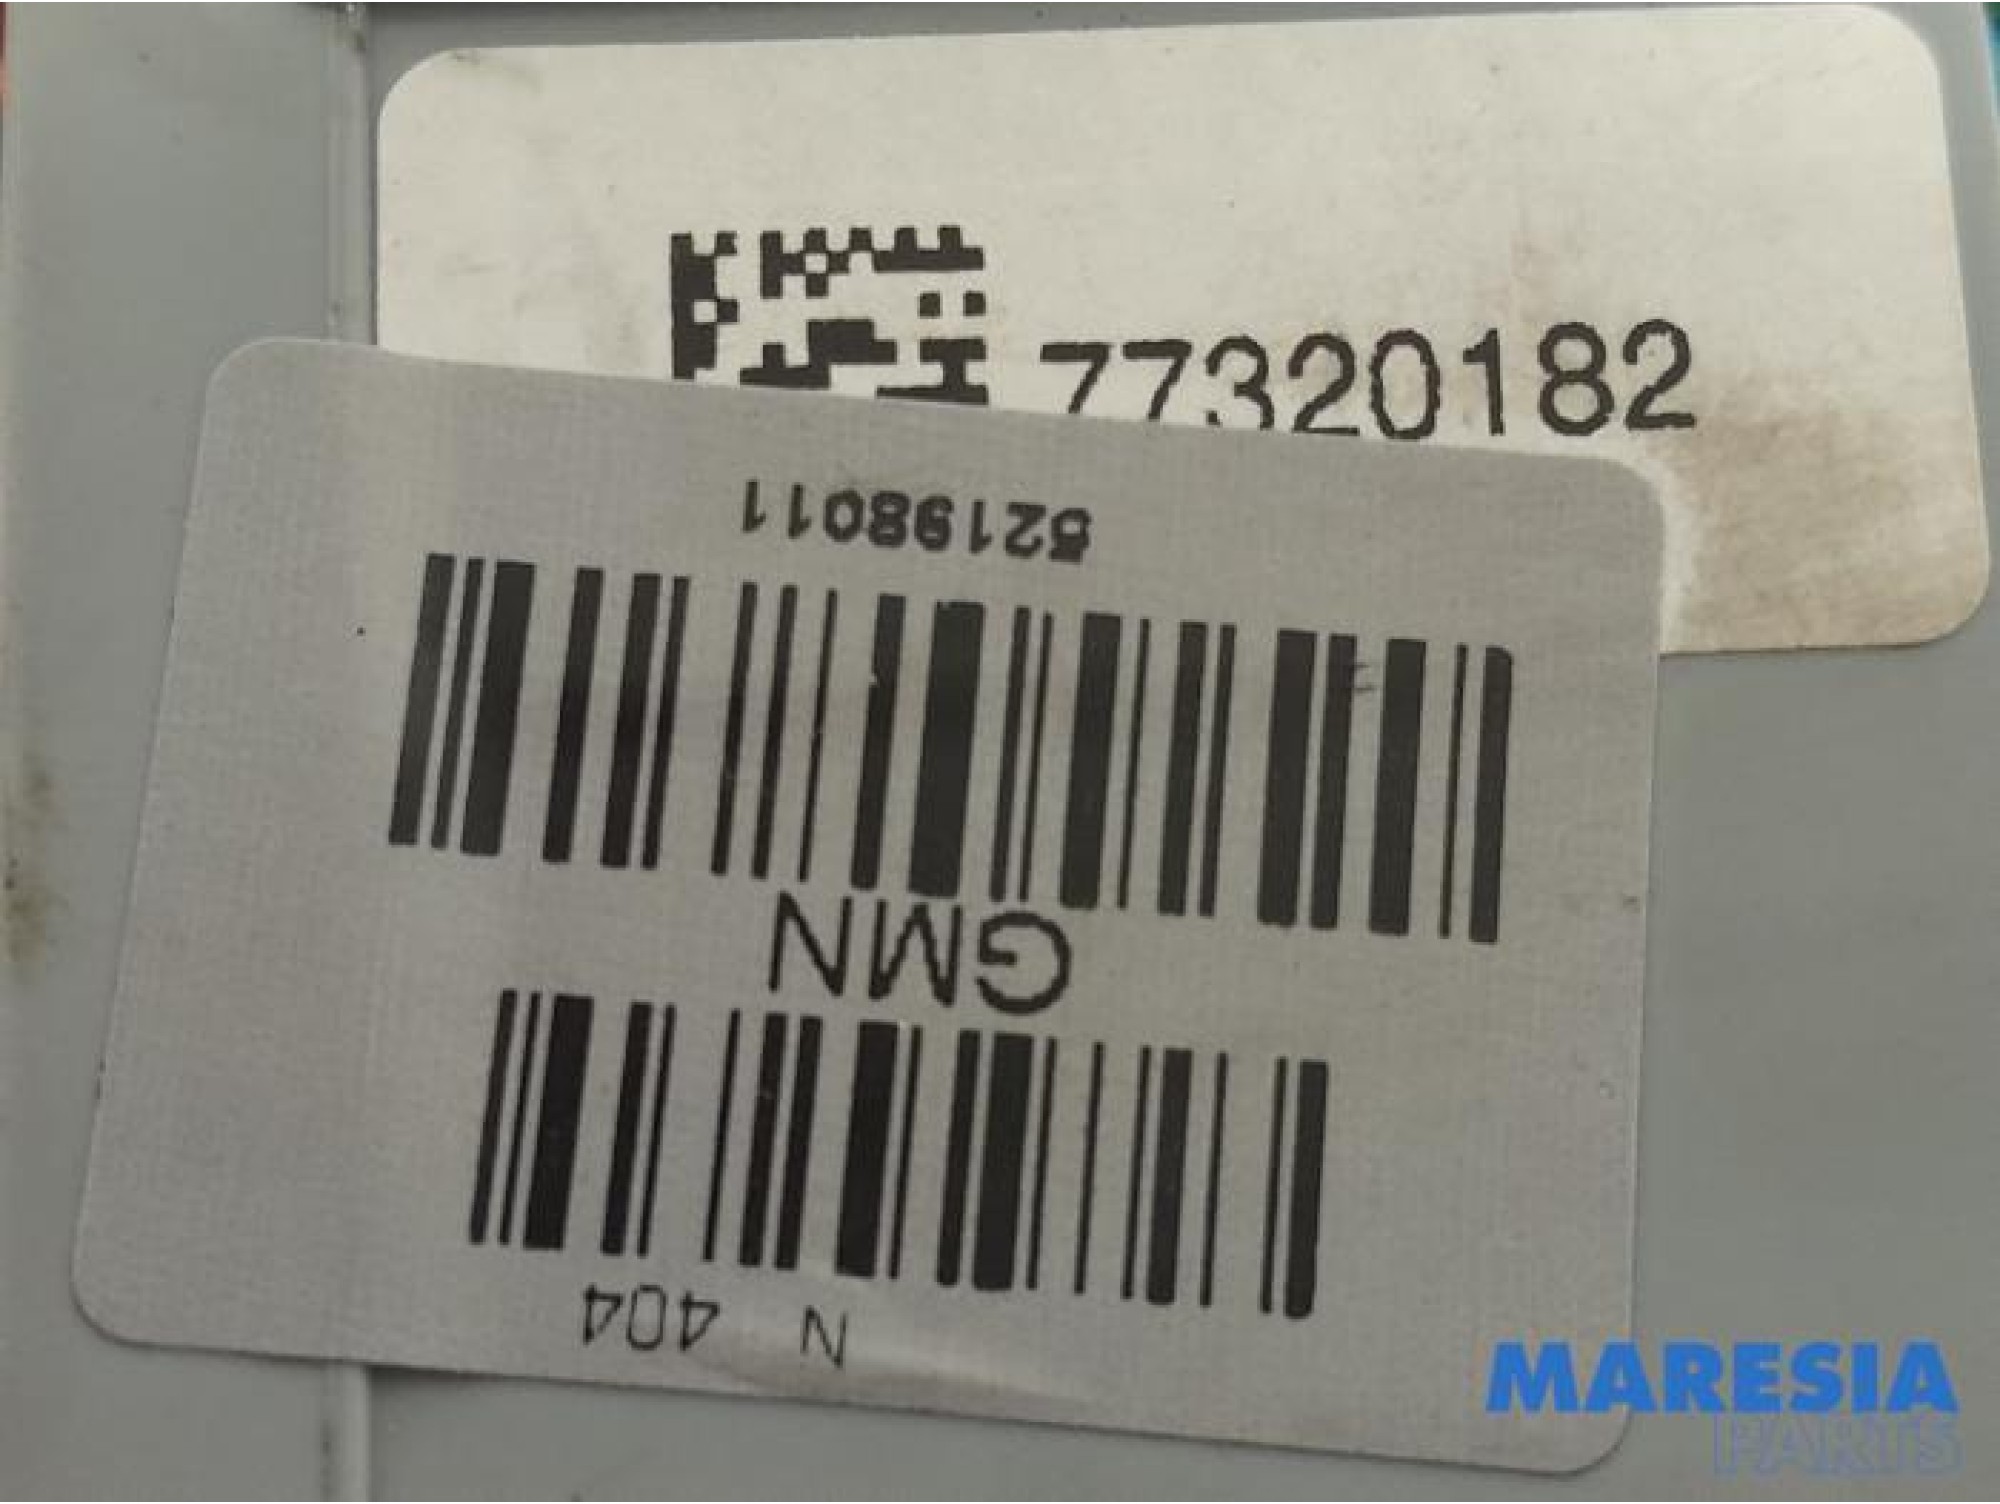 77320182
52198011
GMN
N 404
MARESIA
PARTS